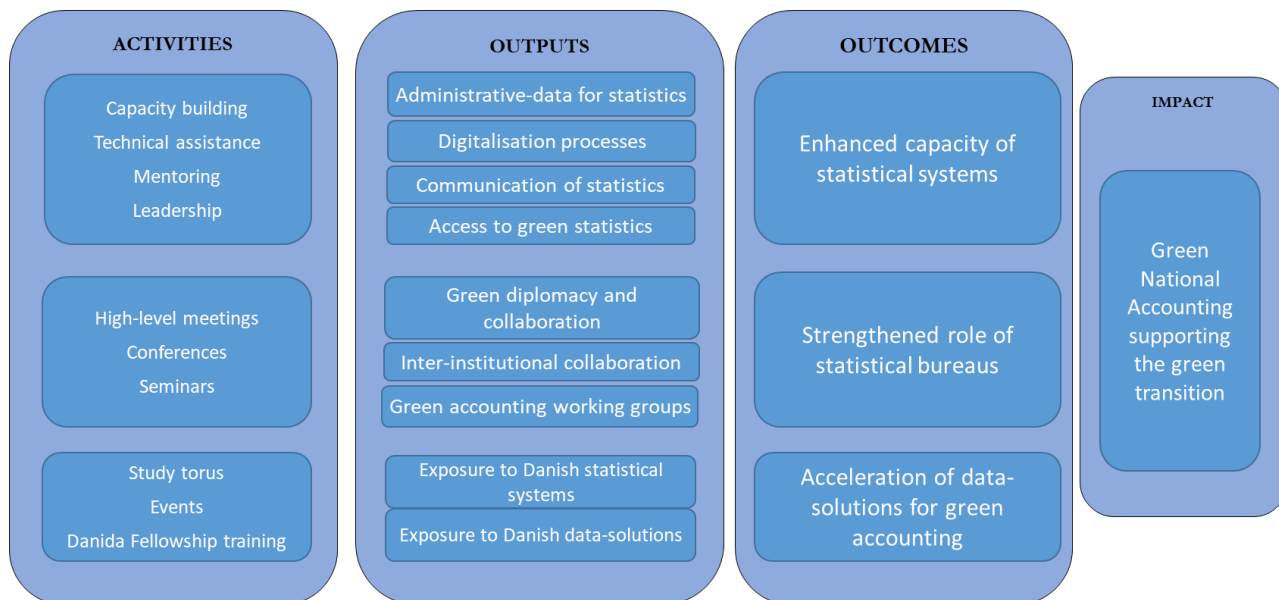 ACTIVITIES
Capacity building
Technical assistance
Mentoring
Leadership
High-level meetings
Conferences
Seminars
Study torus
Events
Danida Fellowship training
OUTPUTS
Administrative-data for statistics
Digitalisation processes
Communication of statistics
Access to green statistics
Green diplomacy and
collaboration
Inter-institutional collaboration
Green accounting working groups
Exposure to Danish statistical
systems
Exposure to Danish data-solutions
OUTCOMES
Enhanced capacity of
statistical systems
Strengthened role of
statistical bureaus
Acceleration of data-
solutions for green
accounting
IMPACT
Green
National
Accounting
supporting
the green
transition